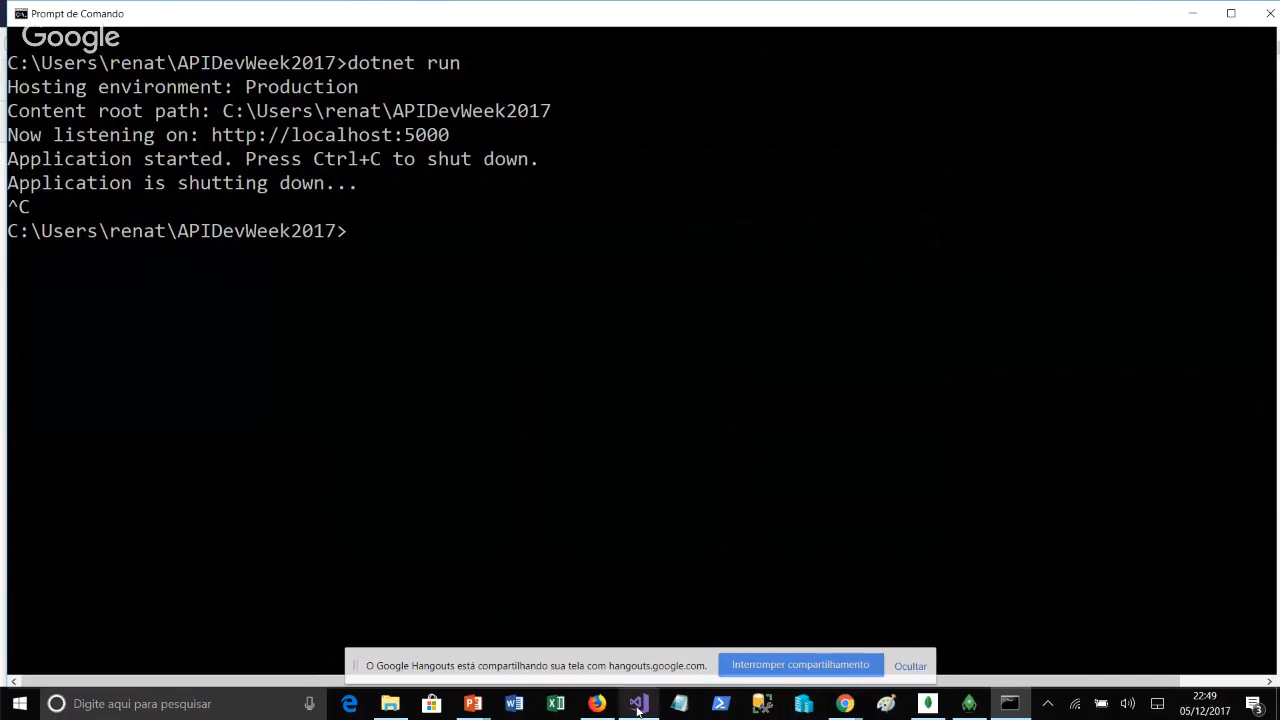 Prompt de Comando
Google
C:\Users\renat\APIDevWeek2017>dotnet run
Hosting environment: Production
Content root path: C:\Users\renat\APIDevWeek2017
Now listening on: http://localhost:5000
Application started. Press Ctrl+C to shut down.
Application is shutting down...
^C
C:\Users\renat\APIDevWeek2017>
O Google Hangouts está compartilhando sua tela com hangouts.google.com.
Interromper compartilhamento
Ocultar
Digite aqui para pesquisar
22:49
05/12/2017
3